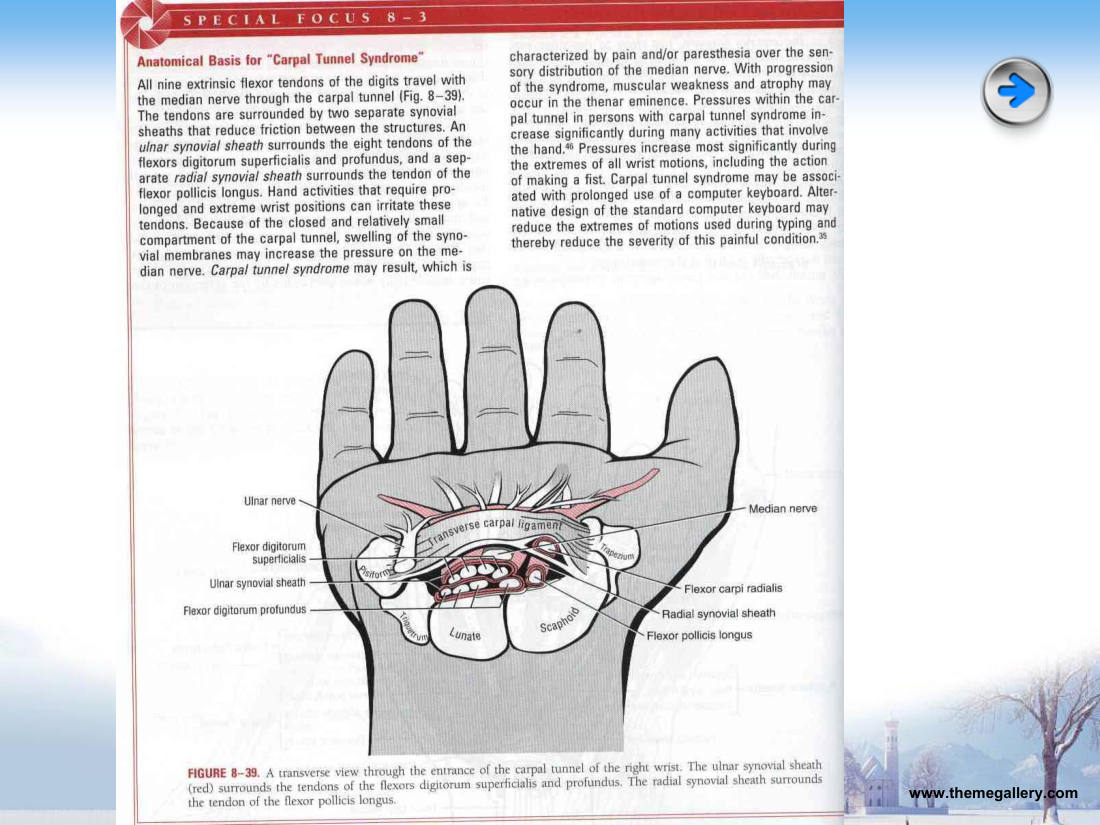 SPECIAL FOCUS 8 – 3
Anatomical Basis for "Carpal Tunnel Syndrome"
All nine extrinsic flexor tendons of the digits travel with
the median nerve through the carpal tunnel (Fig. 8–39).
The tendons are surrounded by two separate synovial
sheaths that reduce friction between the structures. An
ulnar synovial sheath surrounds the eight tendons of the
flexors digitorum superficialis and profundus, and a sep-
arate radial synovial sheath surrounds the tendon of the
flexor pollicis longus. Hand activities that require pro-
longed and extreme wrist positions can irritate these
tendons. Because of the closed and relatively small
compartment of the carpal tunnel, swelling of the syno-
vial membranes may increase the pressure on the me-
dian nerve. Carpal tunnel syndrome may result, which is
characterized by pain and/or paresthesia over the sen-
sory distribution of the median nerve. With progression
of the syndrome, muscular weakness and atrophy may
occur in the thenar eminence. Pressures within the car-
pal tunnel in persons with carpal tunnel syndrome in-
crease significantly during many activities that involve
the hand.46 Pressures increase most significantly during
the extremes of all wrist motions, including the action
of making a fist. Carpal tunnel syndrome may be associ-
ated with prolonged use of a computer keyboard. Alter-
native design of the standard computer keyboard may
reduce the extremes of motions used during typing and
thereby reduce the severity of this painful condition.35
Ulnar nerve
Median nerve
Transverse carpal ligament
Flexor digitorum
superficialis
Pisiform
Trapezium
Ulnar synovial sheath
Flexor carpi radialis
Flexor digitorum profundus
Radial synovial sheath
Triquetrum
Lunate
Scaphoid
Flexor pollicis longus
FIGURE 8–39. A transverse view through the entrance of the carpal tunnel of the right wrist. The ulnar synovial sheath
(red) surrounds the tendons of the flexors digitorum superficialis and profundus. The radial synovial sheath surrounds
the tendon of the flexor pollicis longus.
www.themegallery.com